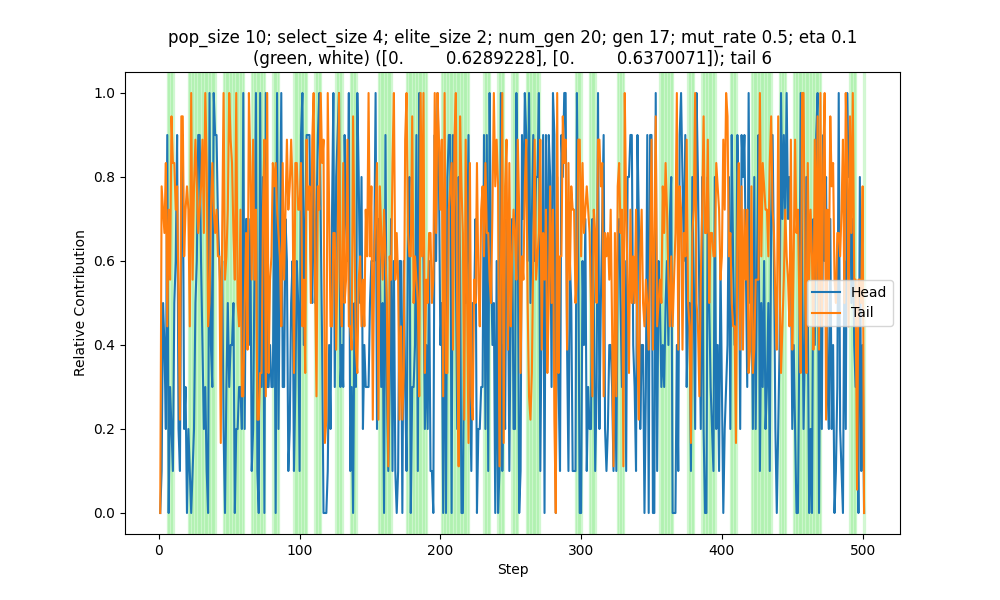 pop_size 10; select_size 4; elite_size 2; num_gen 20; gen 17; mut_rate 0.5; eta 0.1
(green, white) ([0.         0.6289228], [0.         0.6370071]); tail 6
1.0
0.8
0.6
0.4
0.2
0.0
Relative Contribution
Head
Tail
0
100
200
300
400
500
Step